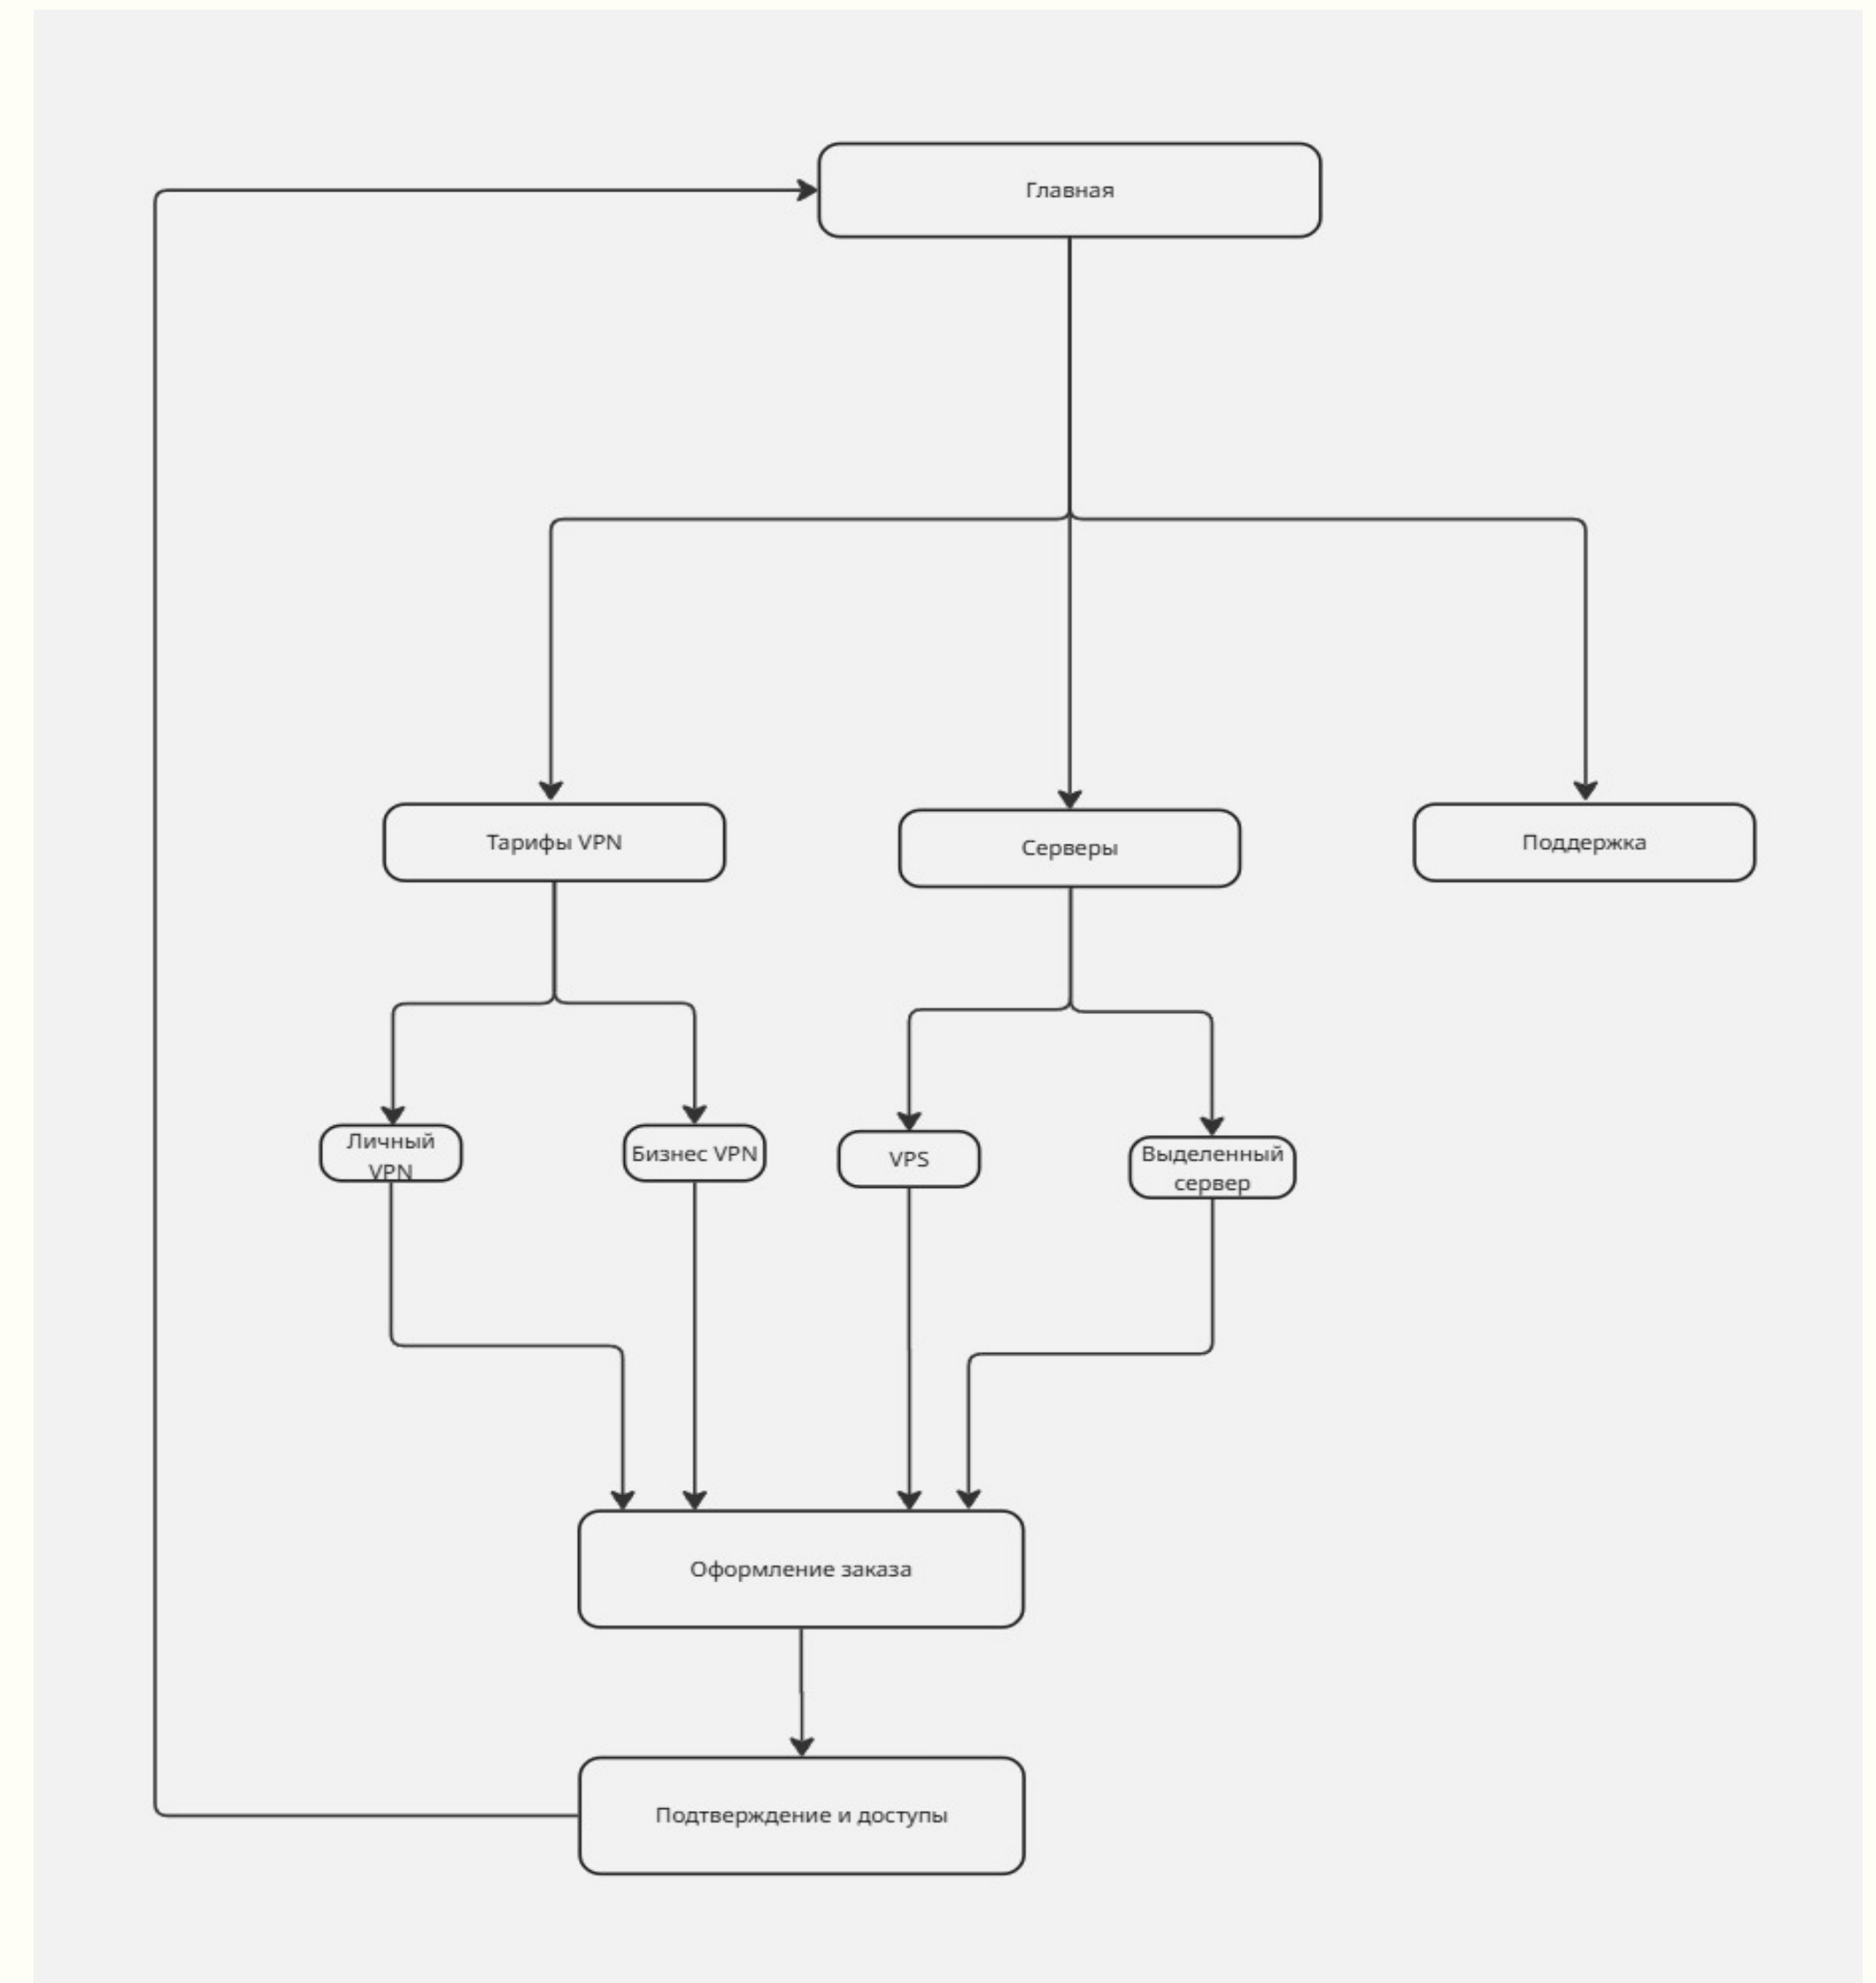 Главная
Тарифы VPN
Серверы
Поддержка
Личный
VPN
Бизнес VPN
VPS
Выделенный
сервер
Оформление заказа
Подтверждение и доступы